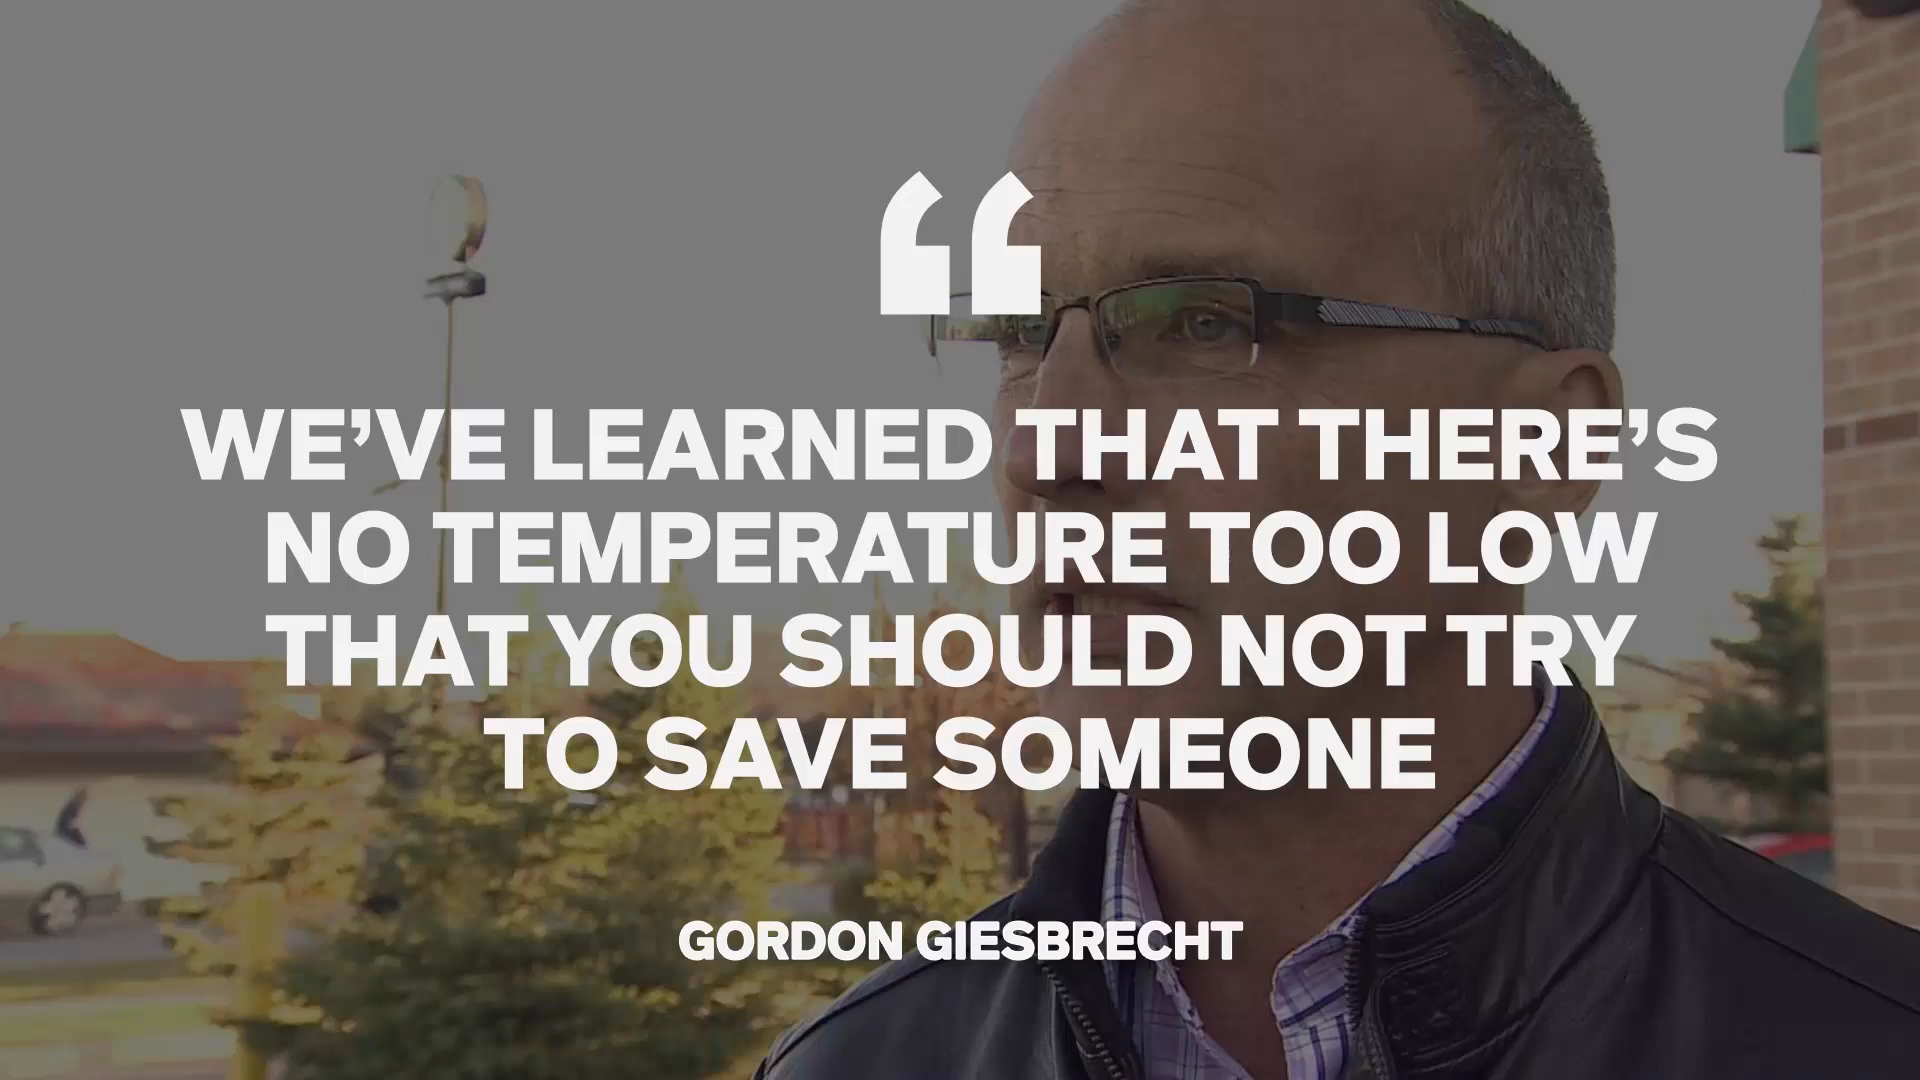 “
WE’VE LEARNED THAT THERE’S
NO TEMPERATURE TOO LOW
THAT YOU SHOULD NOT TRY
TO SAVE SOMEONE
GORDON GIESBRECHT